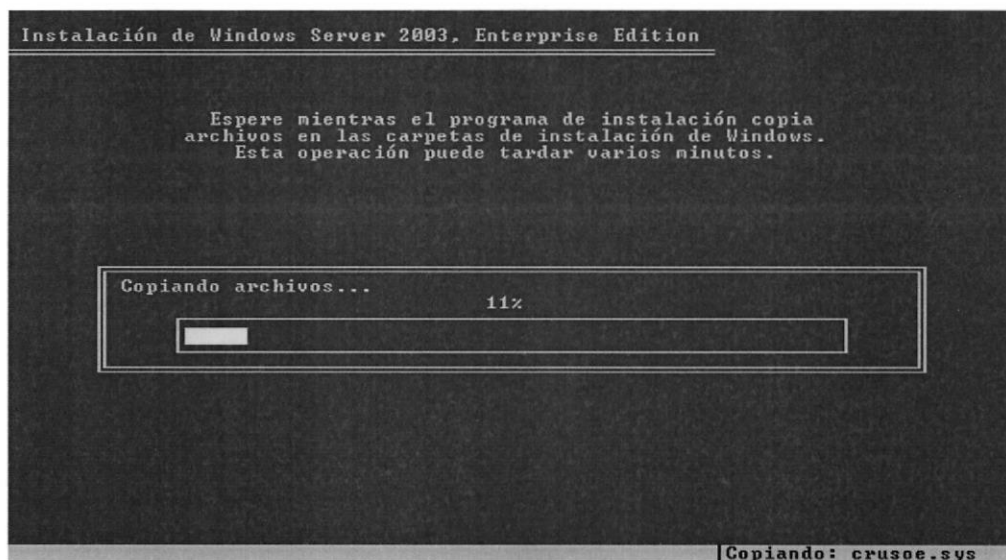 Instalación de Windows Server 2003, Enterprise Edition
Espere mientras el programa de instalación copia
archivos en las carpetas de instalación de Windows.
Esta operación puede tardar varios minutos.
Copiando archivos...
11%
Copiando: crusoe.sys